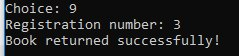 Choice: 9
Registration number: 3
Book returned successfully!